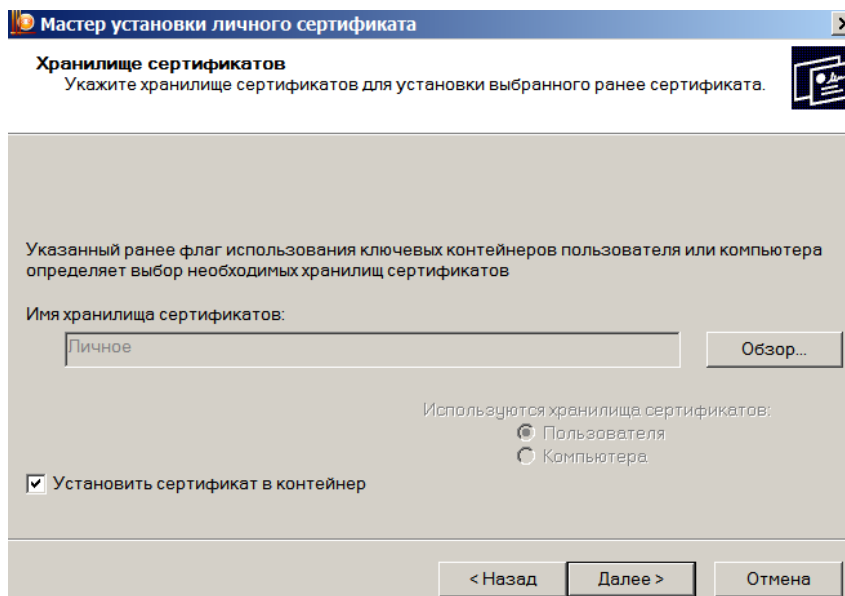 Мастер установки личного сертификата
Хранилище сертификатов
Укажите хранилище сертификатов для установки выбранного ранее сертификата.
Указанный ранее флаг использования ключевых контейнеров пользователя или компьютера
определяет выбор необходимых хранилищ сертификатов
Имя хранилища сертификатов:
Личное
Обзор...
Используются хранилища сертификатов:
Пользователя
Компьютера
Установить сертификат в контейнер
< Назад
Далее >
Отмена